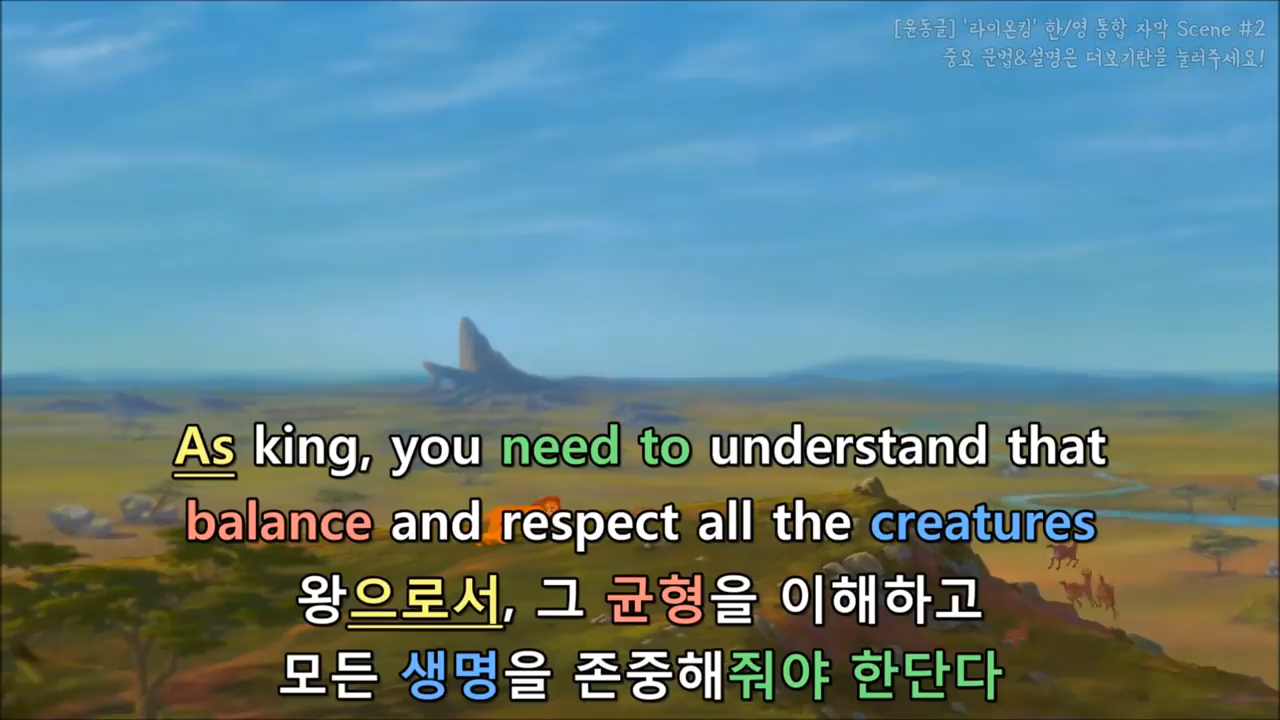 [윤동글] '라이온킹' 한/영 통합 자막 Scene #2
중요 문법&설명은 더보기란을 눌러주세요!
As king, you need to understand that
balance and respect all the creatures
왕으로서, 그 균형을 이해하고
모든 생명을 존중해줘야 한단다